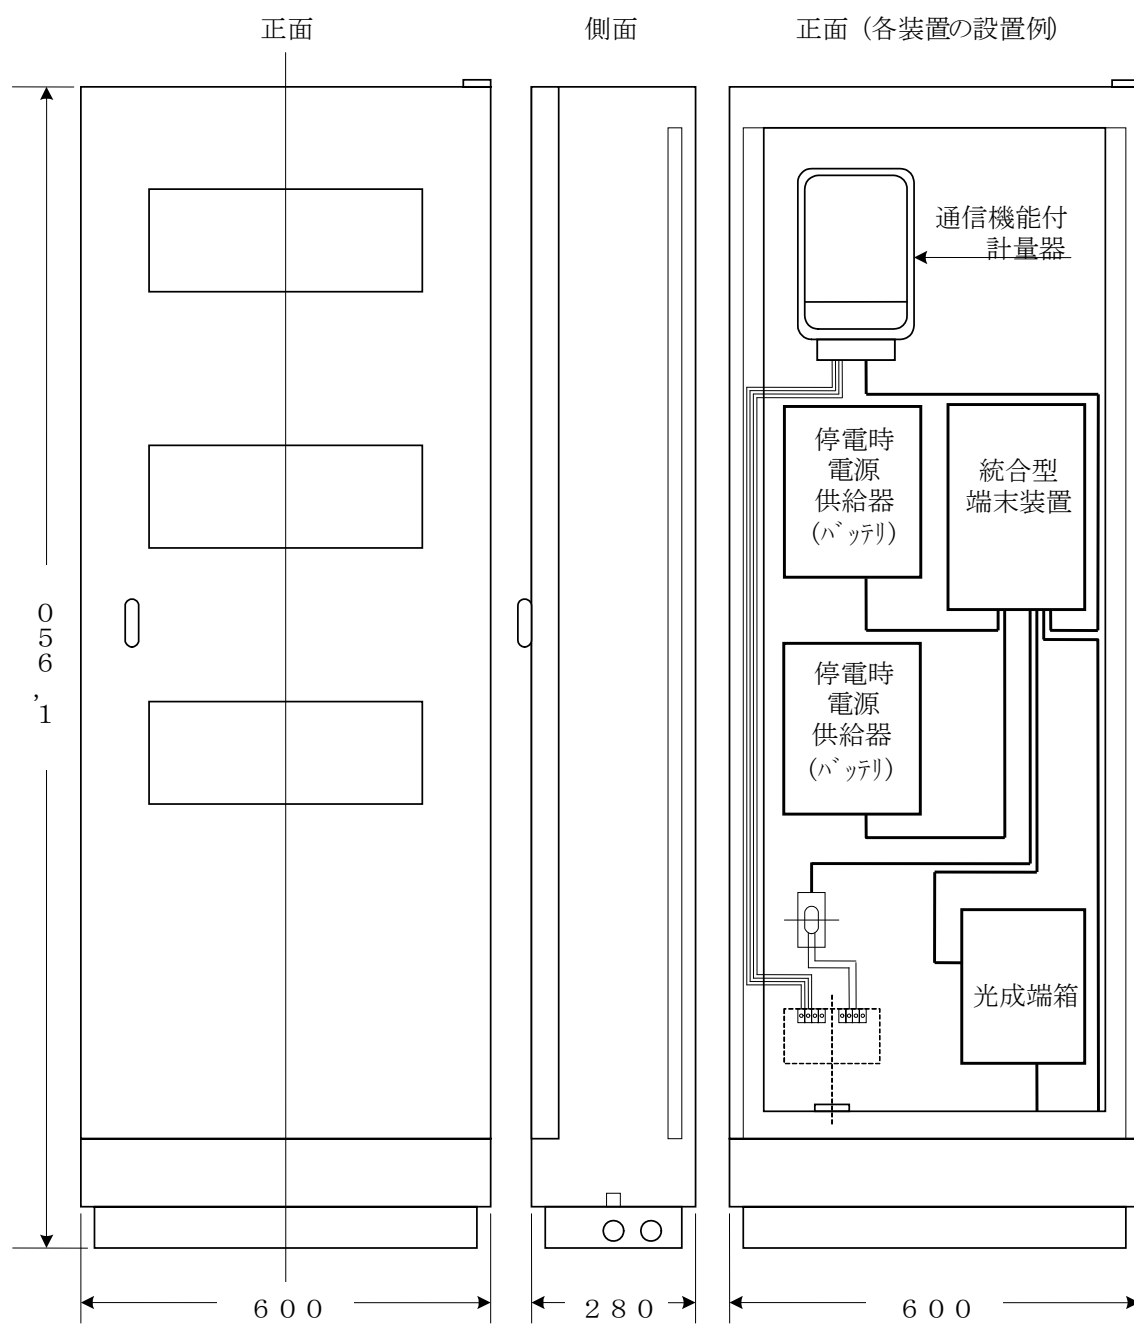 正面
側面
正面（各装置の設置例）
通信機能付
計量器
停電時
電源
供給器
(ﾊﾞｯﾃﾘ)
統合型
端末装置
1,650
停電時
電源
供給器
(ﾊﾞｯﾃﾘ)
光成端箱
６００
２８０
６００